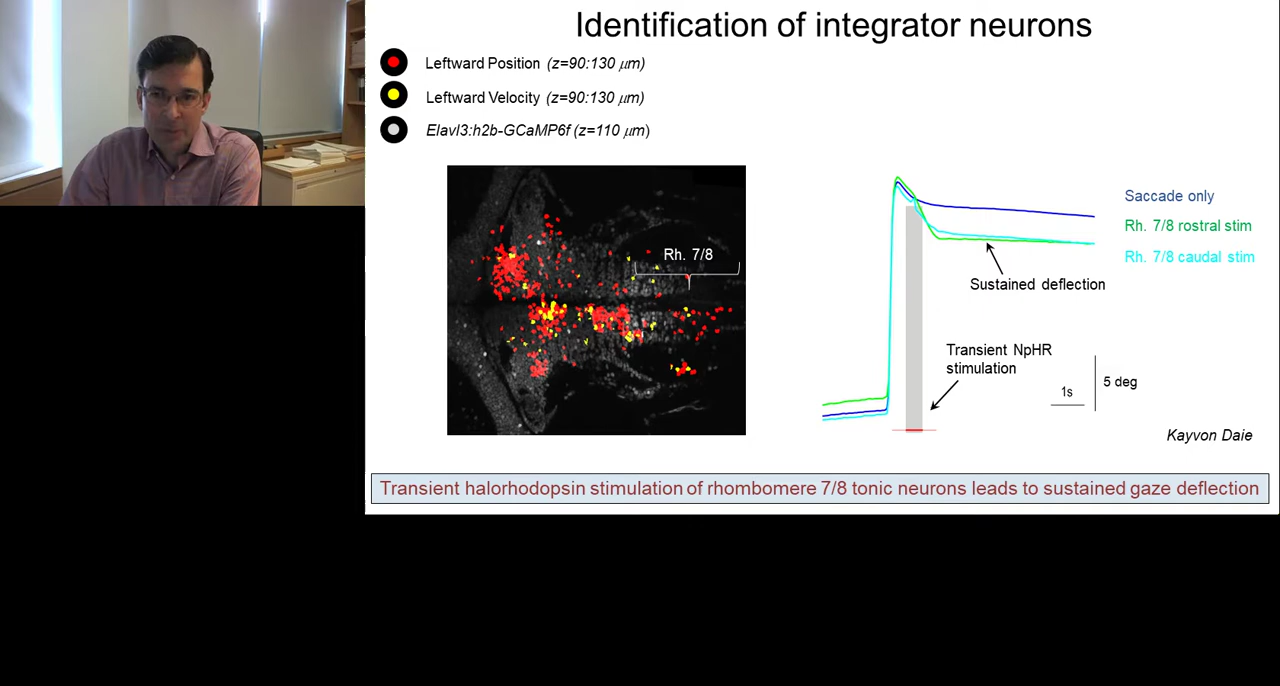 Identification of integrator neurons
Leftward Position (z=90:130 µm)
Leftward Velocity (z=90:130 µm)
Elavl3:h2b-GCaMP6f (z=110 µm)
Rh. 7/8
Saccade only
Rh. 7/8 rostral stim
Rh. 7/8 caudal stim
Sustained deflection
Transient NpHR
stimulation
1s
5 deg
Kayvon Daie
Transient halorhodopsin stimulation of rhombomere 7/8 tonic neurons leads to sustained gaze deflection